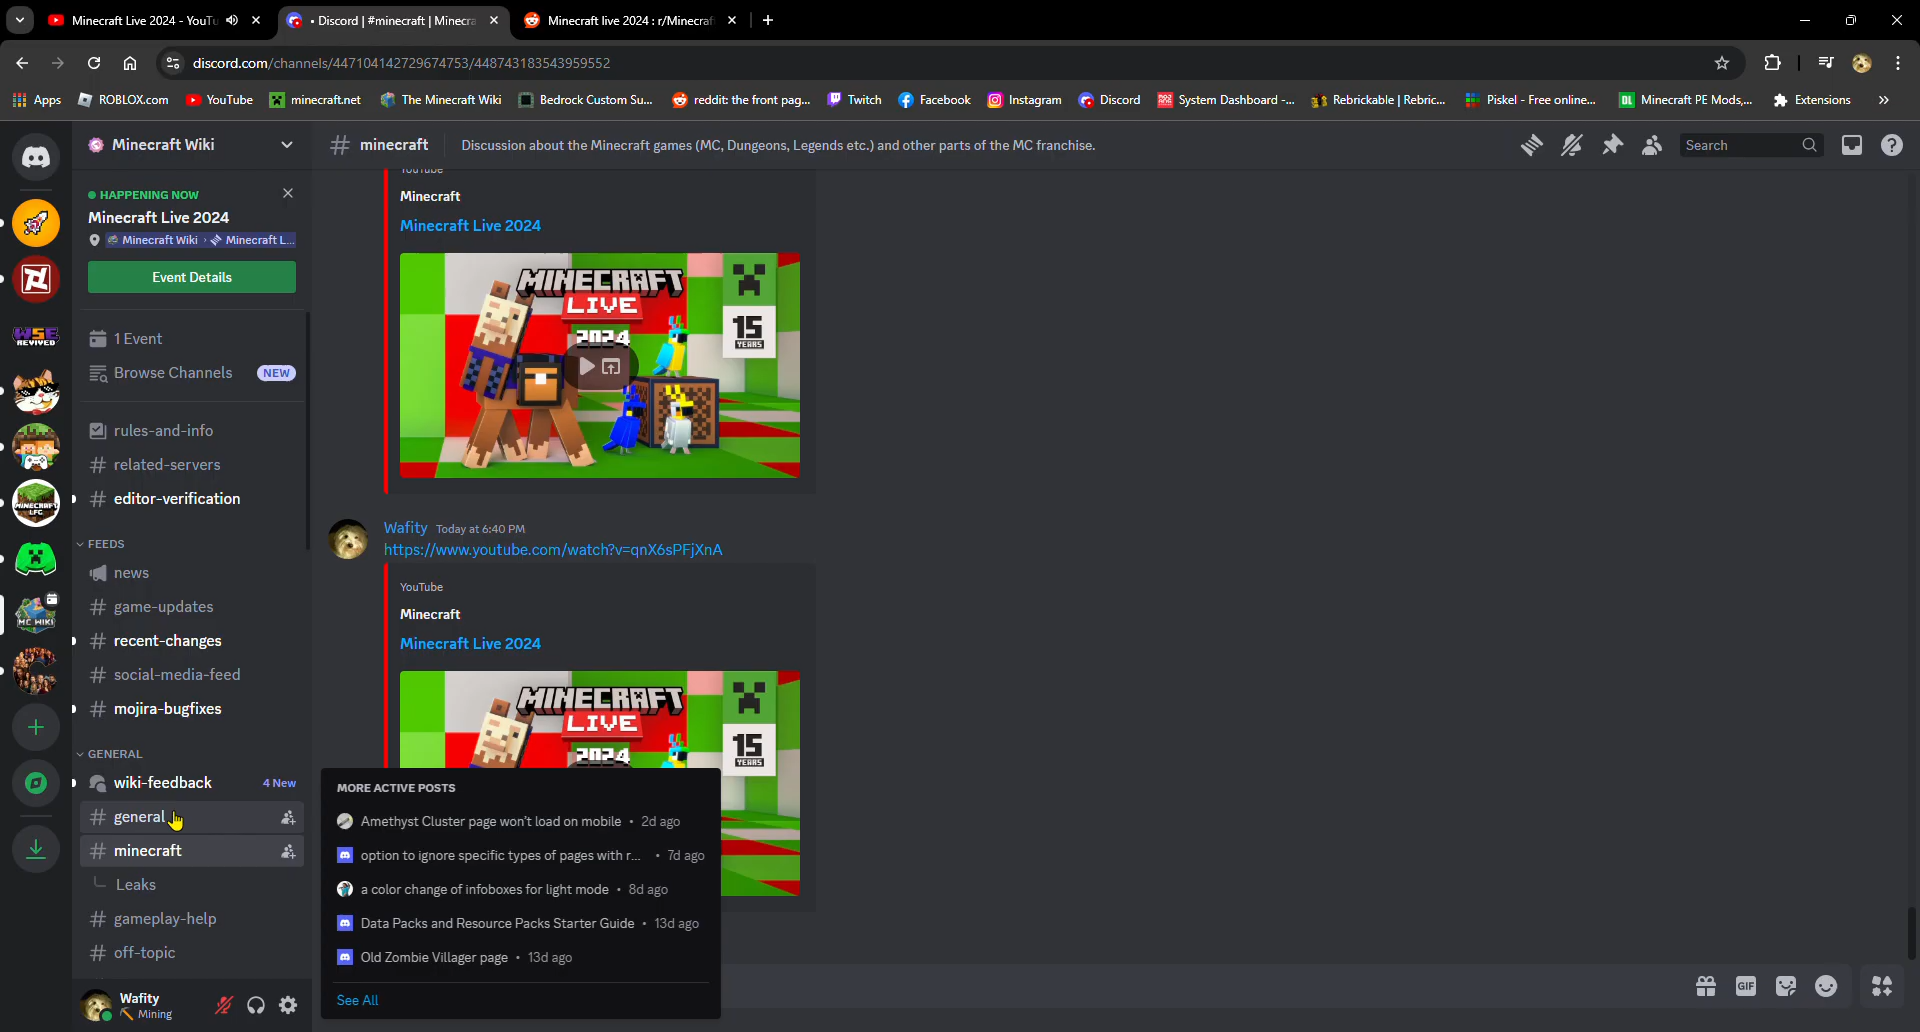 Minecraft Live 2024 - YouTu
• Discord | #minecraft | Minecra
Minecraft live 2024 : r/Minecraf
discord.com/channels/447104142729674753/448743183543959552
Apps
ROBLOX.com
YouTube
minecraft.net
The Minecraft Wiki
Bedrock Custom Su...
reddit: the front pag...
Twitch
Facebook
Instagram
Discord
System Dashboard -...
Rebrickable | Rebric...
Piskel - Free online...
Minecraft PE Mods,...
Extensions
»
Minecraft Wiki
# minecraft
Discussion about the Minecraft games (MC, Dungeons, Legends etc.) and other parts of the MC franchise.
Search
HAPPENING NOW
Minecraft Live 2024
Minecraft Wiki › Minecraft L...
Event Details
1 Event
Browse Channels NEW
rules-and-info
# related-servers
# editor-verification
FEEDS
news
# game-updates
# recent-changes
# social-media-feed
# mojira-bugfixes
GENERAL
wiki-feedback 4 New
# general
# minecraft
Leaks
# gameplay-help
# off-topic
Wafity
Mining
WSE
REVIVED
MINECRAFT
LFG
MC WIKI
YouTube
Minecraft
Minecraft Live 2024
MINECRAFT
LIVE
2024
15
YEARS
Wafity Today at 6:40 PM
https://www.youtube.com/watch?v=qnX6sPFjXnA
YouTube
Minecraft
Minecraft Live 2024
MINECRAFT
LIVE
2024
15
YEARS
MORE ACTIVE POSTS
Amethyst Cluster page won't load on mobile • 2d ago
option to ignore specific types of pages with r... • 7d ago
a color change of infoboxes for light mode • 8d ago
Data Packs and Resource Packs Starter Guide • 13d ago
Old Zombie Villager page • 13d ago
See All
GIF